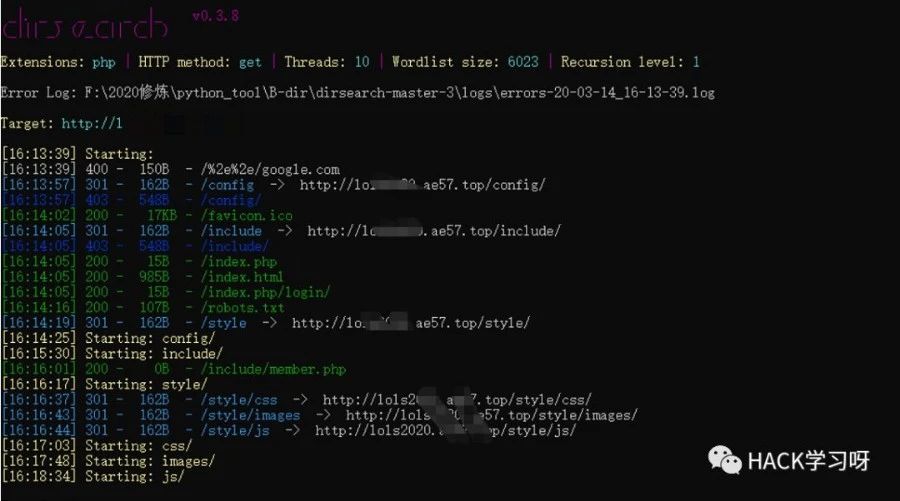 dirsearch v0.3.8
Extensions: php | HTTP method: get | Threads: 10 | Wordlist size: 6023 | Recursion level: 1
Error Log: F:\2020修炼\python_tool\B-dir\dirsearch-master-3\logs\errors-20-03-14_16-13-39.log
Target: http://1
[16:13:39] Starting:
[16:13:39] 400 - 150B - /%2e%2e/google.com
[16:13:57] 301 - 162B - /config -> http://lol .ae57.top/config/
[16:13:57] 403 - 548B - /config/
[16:14:02] 200 - 17KB - /favicon.ico
[16:14:05] 301 - 162B - /include -> http://lol .ae57.top/include/
[16:14:05] 403 - 548B - /include/
[16:14:05] 200 - 15B - /index.php
[16:14:05] 200 - 985B - /index.html
[16:14:05] 200 - 15B - /index.php/login/
[16:14:16] 200 - 107B - /robots.txt
[16:14:19] 301 - 162B - /style -> http://lo ae57.top/style/
[16:14:25] Starting: config/
[16:15:30] Starting: include/
[16:16:01] 200 - 0B - /include/member.php
[16:16:17] Starting: style/
[16:16:37] 301 - 162B - /style/css -> http://lols2 .top/style/css/
[16:16:43] 301 - 162B - /style/images -> http://lols e57.top/style/images/
[16:16:44] 301 - 162B - /style/js -> http://lols2020. p/style/js/
[16:17:03] Starting: css/
[16:17:48] Starting: images/
[16:18:34] Starting: js/
HACK学习呀